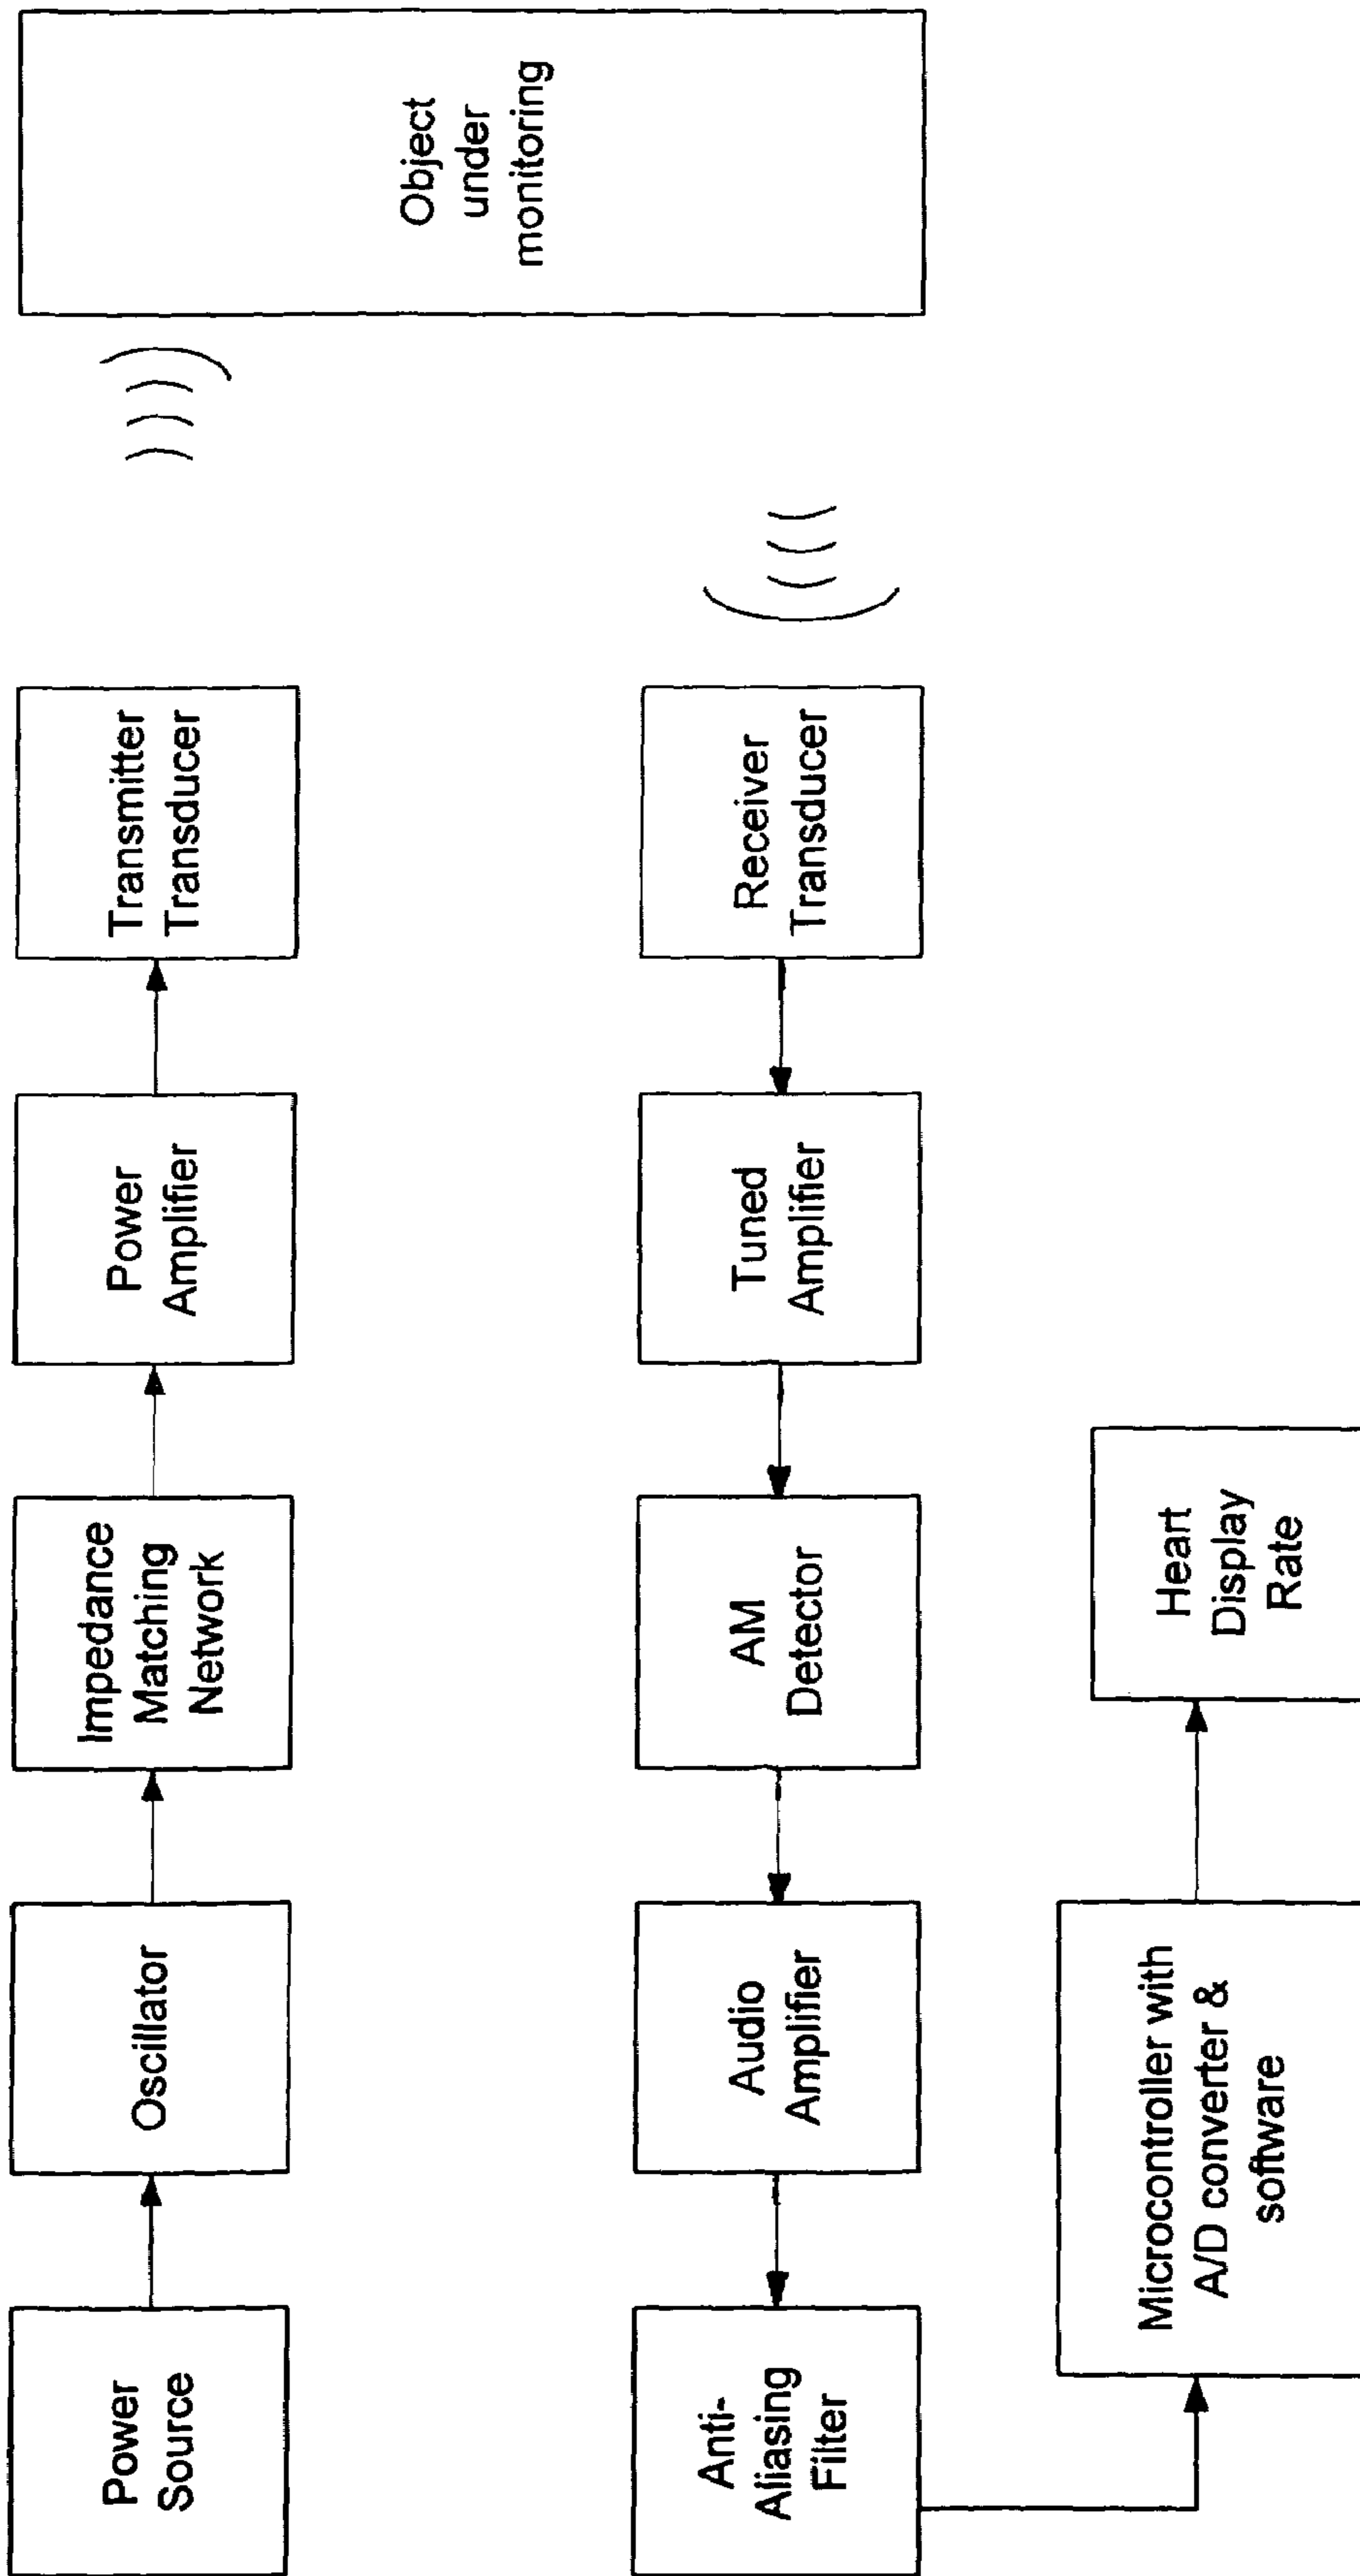 Power
Source
Oscillator
Impedance
Matching
Network
Power
Amplifier
Transmitter
Transducer
Object
under
monitoring
Receiver
Transducer
Tuned
Amplifier
AM
Detector
Audio
Amplifier
Anti-
Aliasing
Filter
Microcontroller with
A/D converter &
software
Heart
Display
Rate